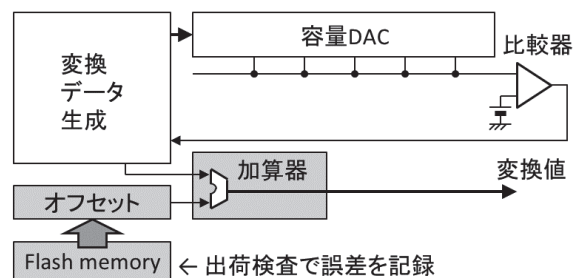 容量DAC
比較器
変換
データ
生成
加算器
変換値
オフセット
Flash memory
← 出荷検査で誤差を記録